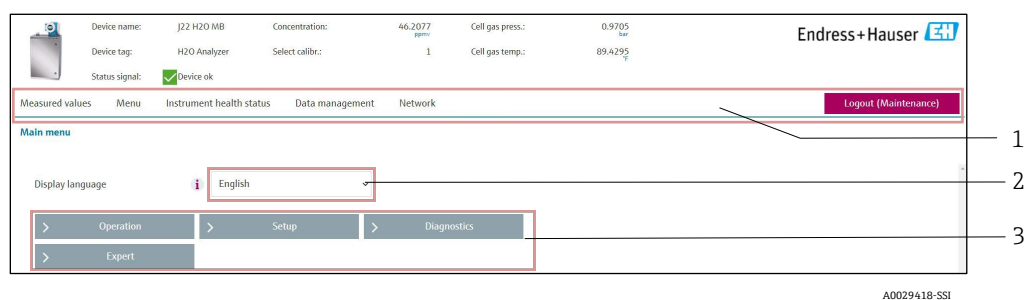 Device name: J22 H2O MB Concentration: 46.2077 ppmv Cell gas press.: 0.9705 bar
Endress+Hauser EH
Device tag: H2O Analyzer Select calibr.: 1 Cell gas temp.: 89.4295 °F
Status signal: Device ok
Measured values Menu Instrument health status Data management Network Logout (Maintenance)
1
Main menu
Display language i English
2
> Operation > Setup > Diagnostics
3
> Expert
A0029418-SSI